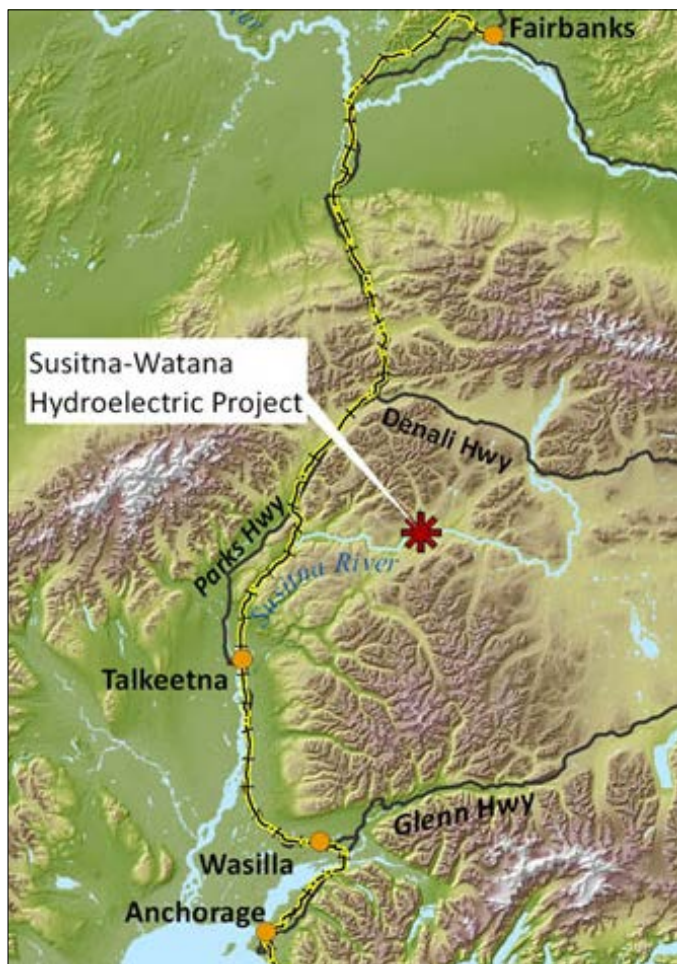 Fairbanks
Susitna-Watana
Hydroelectric Project
Denali Hwy
Parks Hwy
Susitna River
Talkeetna
Glenn Hwy
Wasilla
Anchorage